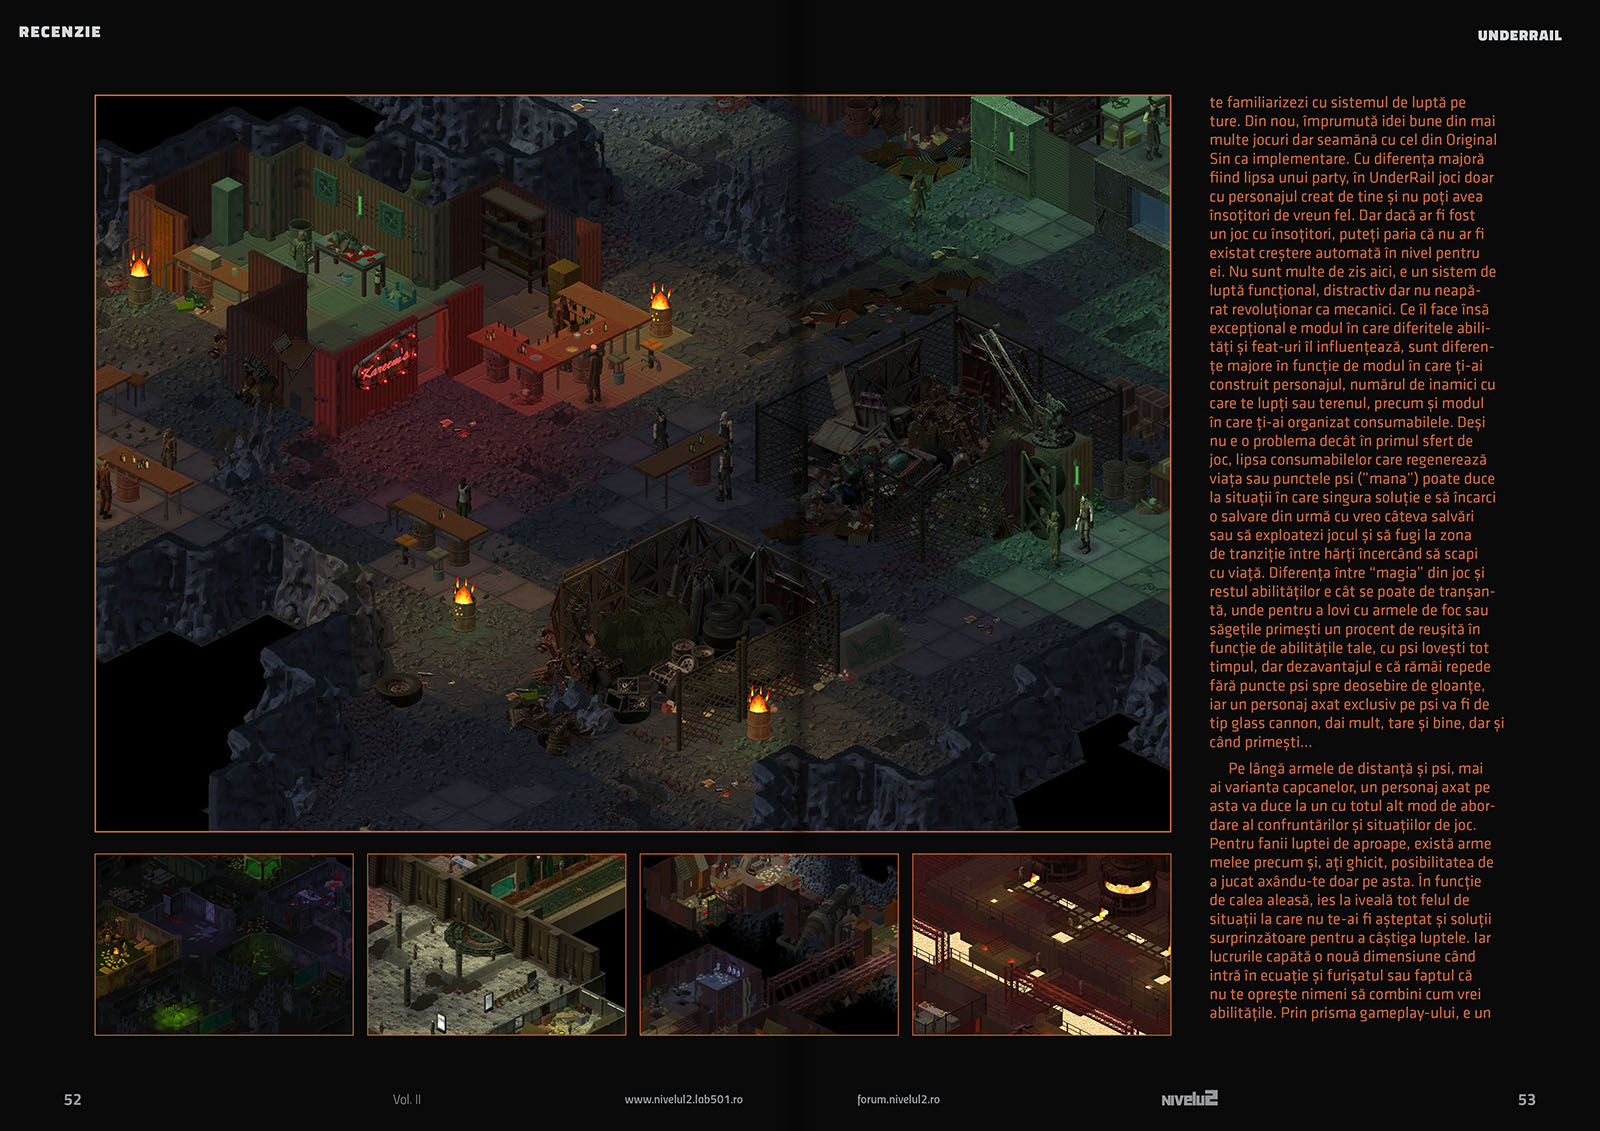 RECENZIE
UNDERRAIL
Kareem's
te familiarizezi cu sistemul de luptă pe
ture. Din nou, împrumută idei bune din mai
multe jocuri dar seamănă cu cel din Original
Sin ca implementare. Cu diferența majoră
fiind lipsa unui party, în UnderRail joci doar
cu personajul creat de tine și nu poți avea
însoțitori de vreun fel. Dar dacă ar fi fost
un joc cu însoțitori, puteți paria că nu ar fi
existat creștere automată în nivel pentru
ei. Nu sunt multe de zis aici, e un sistem de
luptă funcțional, distractiv dar nu neapă-
rat revoluționar ca mecanici. Ce îl face însă
excepțional e modul în care diferitele abili-
tăți și feat-uri îl influențează, sunt diferen-
țe majore în funcție de modul în care ți-ai
construit personajul, numărul de inamici cu
care te lupți sau terenul, precum și modul
în care ți-ai organizat consumabilele. Deși
nu e o problema decât în primul sfert de
joc, lipsa consumabilelor care regenerează
viața sau punctele psi (”mana”) poate duce
la situații în care singura soluție e să încarci
o salvare din urmă cu vreo câteva salvări
sau să exploatezi jocul și să fugi la zona
de tranziție între hărți încercând să scapi
cu viață. Diferența între “magia” din joc și
restul abilităților e cât se poate de tranșan-
tă, unde pentru a lovi cu armele de foc sau
săgețile primești un procent de reușită în
funcție de abilitățile tale, cu psi lovești tot
timpul, dar dezavantajul e că rămâi repede
fără puncte psi spre deosebire de gloanțe,
iar un personaj axat exclusiv pe psi va fi de
tip glass cannon, dai mult, tare și bine, dar și
când primești...
Pe lângă armele de distanță și psi, mai
ai varianta capcanelor, un personaj axat pe
asta va duce la un cu totul alt mod de abor-
dare al confruntărilor și situațiilor de joc.
Pentru fanii luptei de aproape, există arme
melee precum și, ați ghicit, posibilitatea de
a jucat axându-te doar pe asta. În funcție
de calea aleasă, ies la iveală tot felul de
situații la care nu te-ai fi așteptat și soluții
surprinzătoare pentru a câștiga luptele. Iar
lucrurile capătă o nouă dimensiune când
intră în ecuație și furișatul sau faptul că
nu te oprește nimeni să combini cum vrei
abilitățile. Prin prisma gameplay-ului, e un
52
Vol. II
www.nivelul2.lab501.ro
forum.nivelul2.ro
NIVELUL2
53